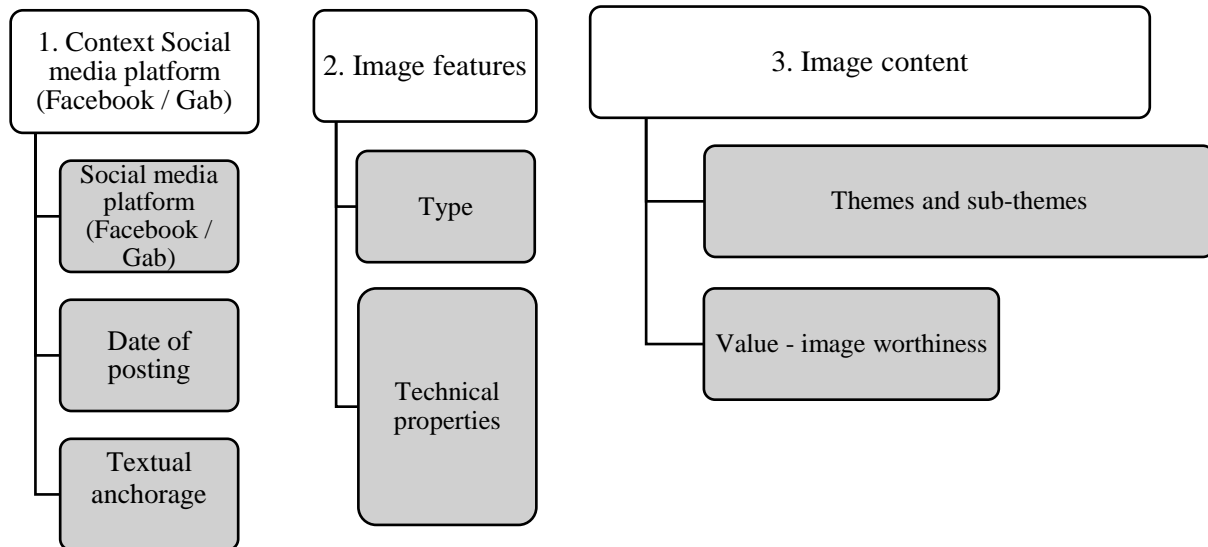 1. Context Social
media platform
(Facebook / Gab)
Social media
platform
(Facebook /
Gab)
Date of
posting
Textual
anchorage
2. Image features
Type
Technical
properties
3. Image content
Themes and sub-themes
Value - image worthiness